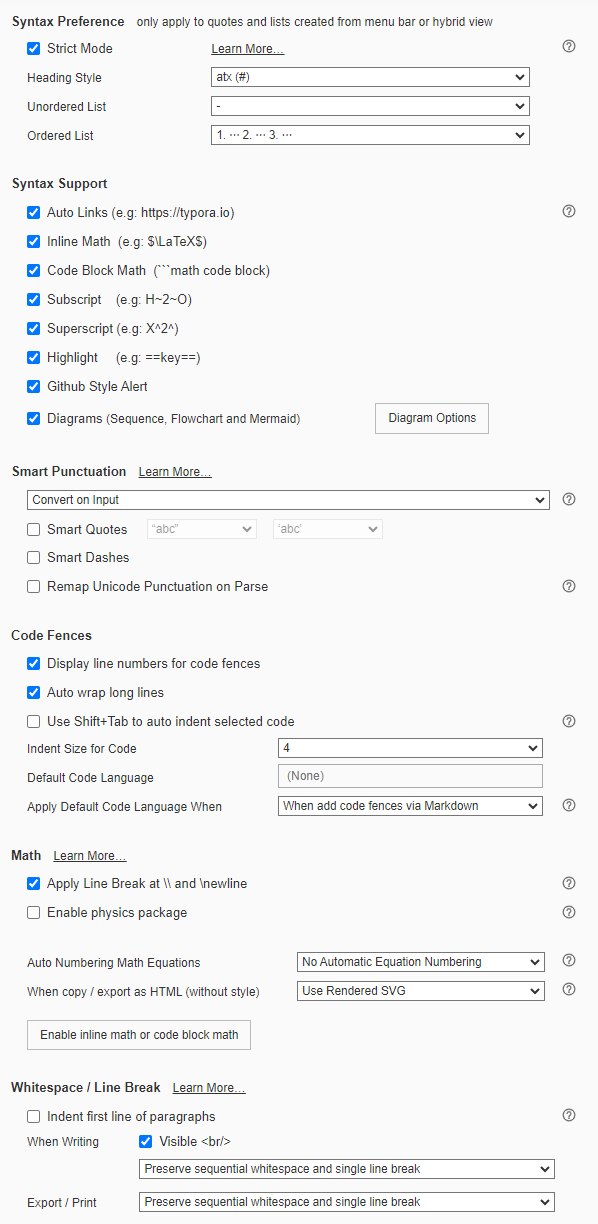 Syntax Preference only apply to quotes and lists created from menu bar or hybrid view
Strict Mode Learn More...
Heading Style atx (#)
Unordered List -
Ordered List 1. ··· 2. ··· 3. ···
Syntax Support
Auto Links (e.g: https://typora.io)
Inline Math (e.g: $\LaTeX$)
Code Block Math (```math code block)
Subscript (e.g: H~2~O)
Superscript (e.g: X^2^)
Highlight (e.g: ==key==)
Github Style Alert
Diagrams (Sequence, Flowchart and Mermaid) Diagram Options
Smart Punctuation Learn More...
Convert on Input
Smart Quotes “abc” ‘abc’
Smart Dashes
Remap Unicode Punctuation on Parse
Code Fences
Display line numbers for code fences
Auto wrap long lines
Use Shift+Tab to auto indent selected code
Indent Size for Code 4
Default Code Language (None)
Apply Default Code Language When When add code fences via Markdown
Math Learn More...
Apply Line Break at \\ and \newline
Enable physics package
Auto Numbering Math Equations No Automatic Equation Numbering
When copy / export as HTML (without style) Use Rendered SVG
Enable inline math or code block math
Whitespace / Line Break Learn More...
Indent first line of paragraphs
When Writing Visible <br/>
Preserve sequential whitespace and single line break
Export / Print Preserve sequential whitespace and single line break